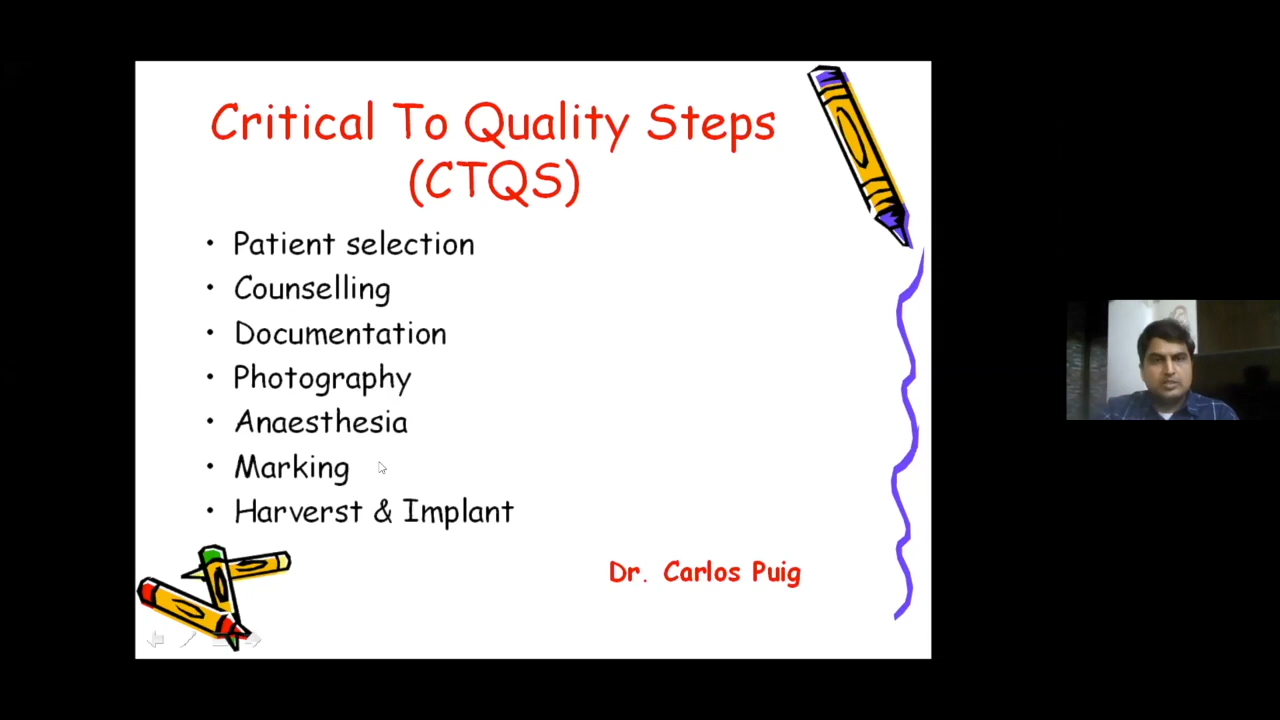 Critical To Quality Steps
(CTQS)
• Patient selection
• Counselling
• Documentation
• Photography
• Anaesthesia
• Marking
• Harverst & Implant
Dr. Carlos Puig